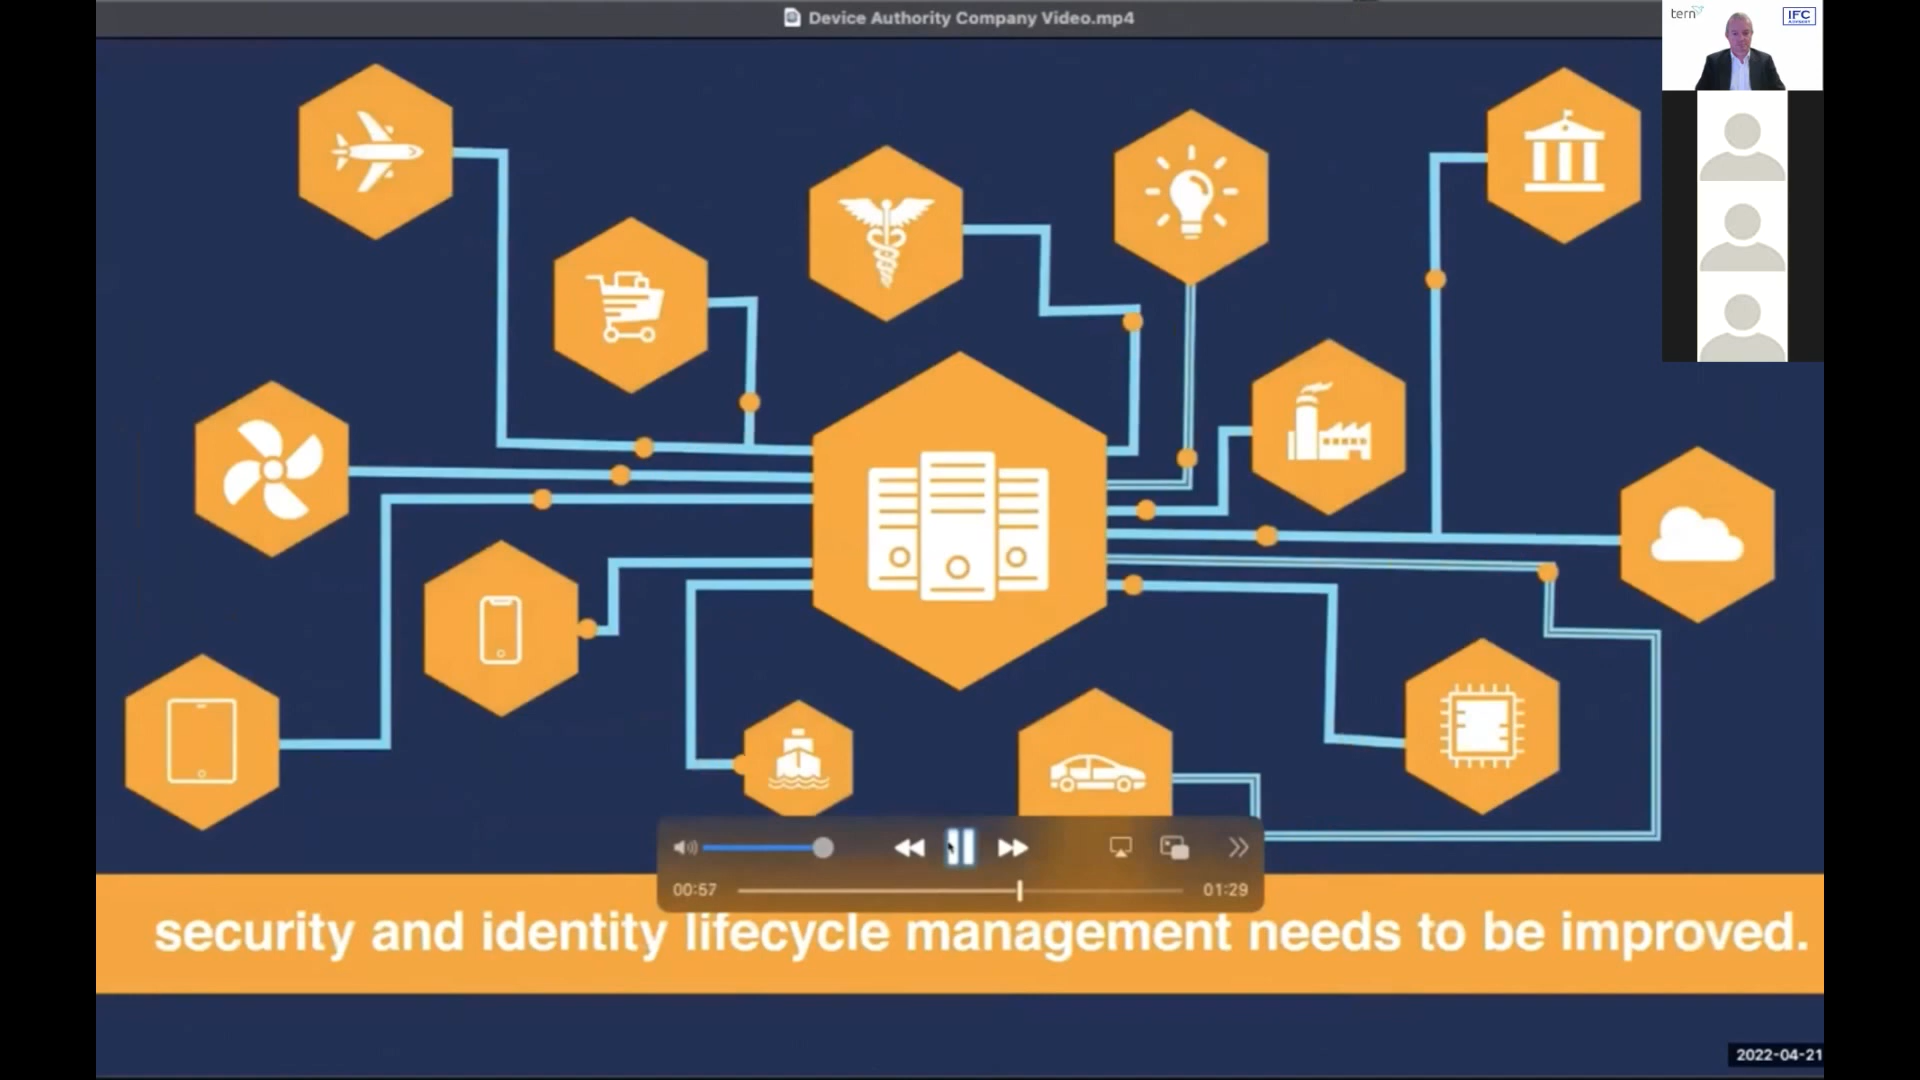 Device Authority Company Video.mp4
tern
IFC
00:57
01:29
security and identity lifecycle management needs to be improved.
2022-04-21